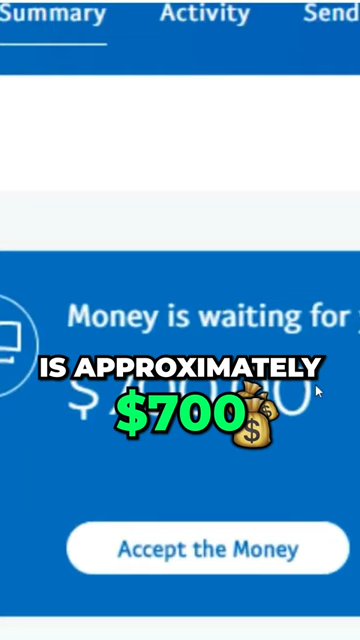 Summary Activity Send
Money is waiting for
IS APPROXIMATELY
$700
Accept the Money